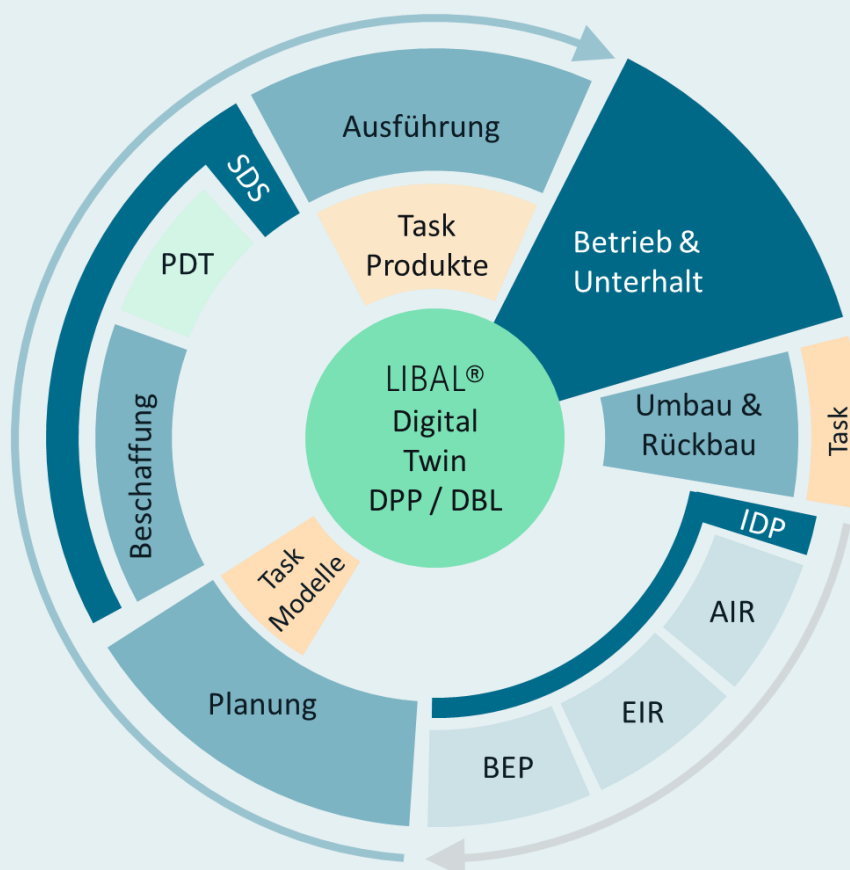 Ausführung
SDS
Task
Produkte
PDT
Betrieb &
Unterhalt
LIBAL®
Digital
Twin
DPP / DBL
Umbau &
Rückbau
Task
Beschaffung
IDP
Task
Modelle
AIR
Planung
EIR
BEP